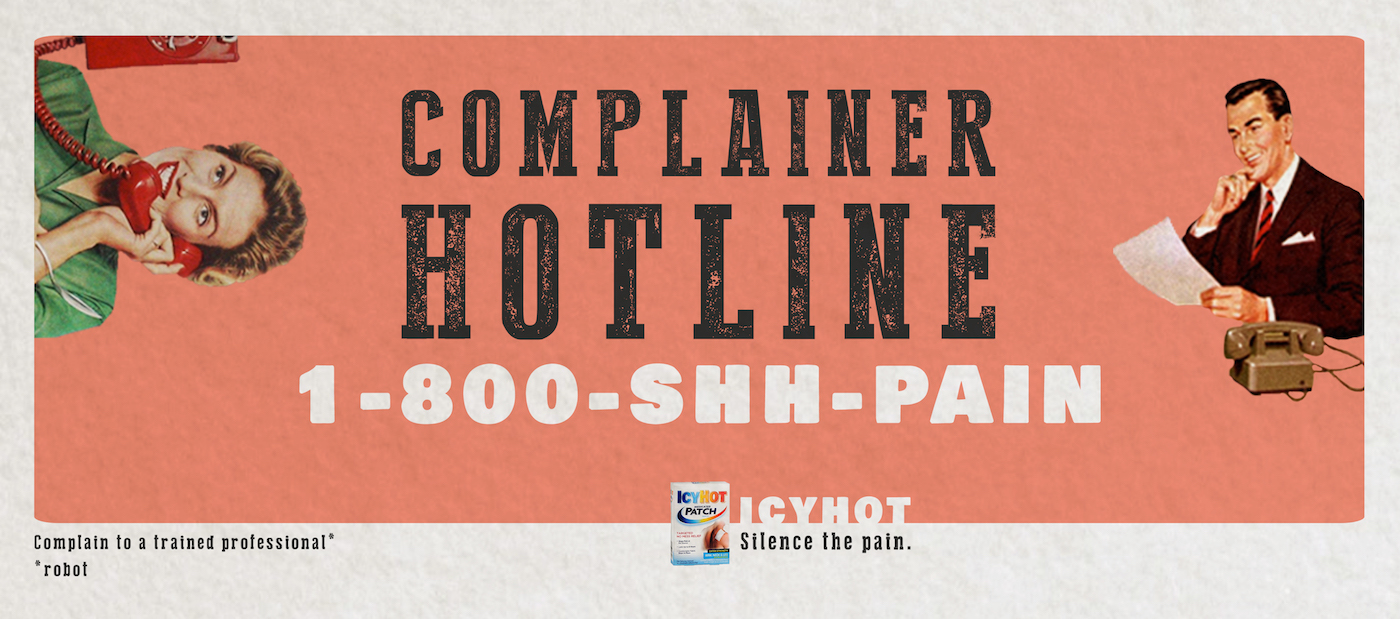 COMPLAINER
HOTLINE
1-800-SHH-PAIN
ICYHOT
PATCH
ICYHOT
Silence the pain.
Complain to a trained professional*
*robot